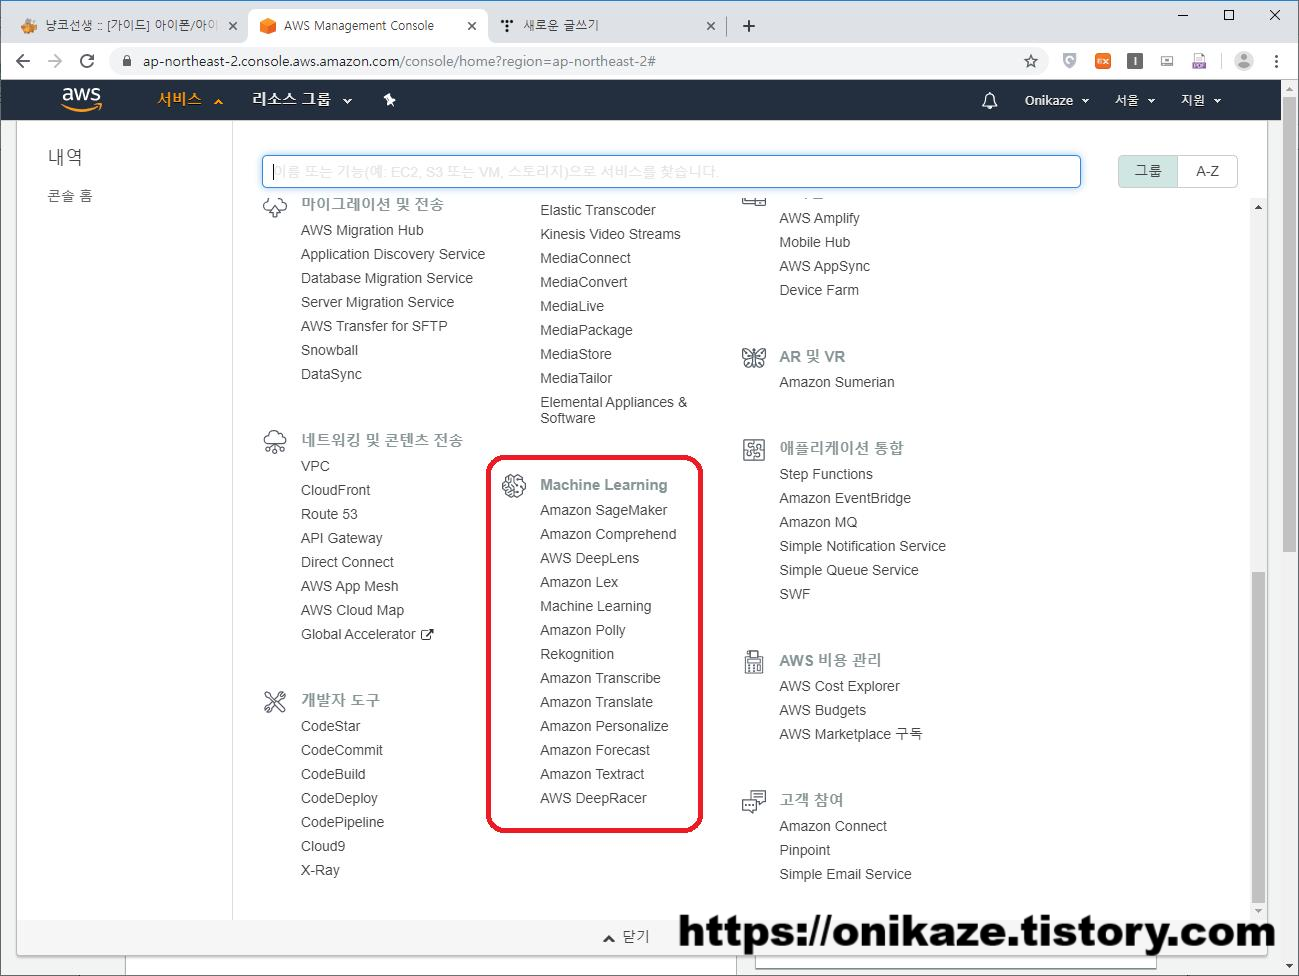 냥코선생 :: [가이드] 아이폰/아이
AWS Management Console
새로운 글쓰기
ap-northeast-2.console.aws.amazon.com/console/home?region=ap-northeast-2#
aws
서비스
리소스 그룹
Onikaze
서울
지원
내역
콘솔 홈
이름 또는 기능(예: EC2, S3 또는 VM, 스토리지)으로 서비스를 찾습니다.
그룹
A-Z
마이그레이션 및 전송
AWS Migration Hub
Application Discovery Service
Database Migration Service
Server Migration Service
AWS Transfer for SFTP
Snowball
DataSync
네트워킹 및 콘텐츠 전송
VPC
CloudFront
Route 53
API Gateway
Direct Connect
AWS App Mesh
AWS Cloud Map
Global Accelerator
개발자 도구
CodeStar
CodeCommit
CodeBuild
CodeDeploy
CodePipeline
Cloud9
X-Ray
Elastic Transcoder
Kinesis Video Streams
MediaConnect
MediaConvert
MediaLive
MediaPackage
MediaStore
MediaTailor
Elemental Appliances &
Software
Machine Learning
Amazon SageMaker
Amazon Comprehend
AWS DeepLens
Amazon Lex
Machine Learning
Amazon Polly
Rekognition
Amazon Transcribe
Amazon Translate
Amazon Personalize
Amazon Forecast
Amazon Textract
AWS DeepRacer
AWS Amplify
Mobile Hub
AWS AppSync
Device Farm
AR 및 VR
Amazon Sumerian
애플리케이션 통합
Step Functions
Amazon EventBridge
Amazon MQ
Simple Notification Service
Simple Queue Service
SWF
AWS 비용 관리
AWS Cost Explorer
AWS Budgets
AWS Marketplace 구독
고객 참여
Amazon Connect
Pinpoint
Simple Email Service
닫기
https://onikaze.tistory.com